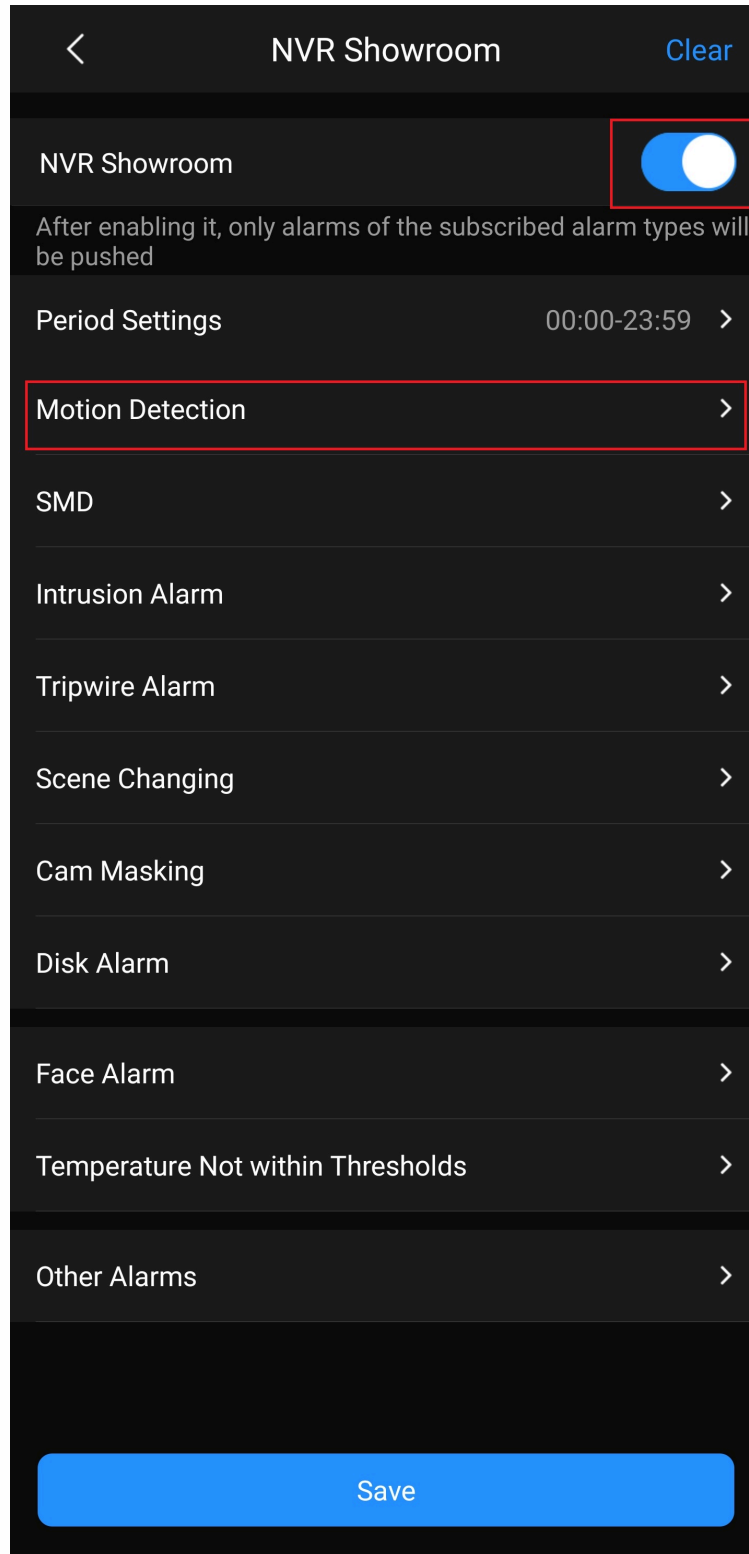 NVR Showroom Clear
NVR Showroom
After enabling it, only alarms of the subscribed alarm types will
be pushed
Period Settings 00:00-23:59
Motion Detection
SMD
Intrusion Alarm
Tripwire Alarm
Scene Changing
Cam Masking
Disk Alarm
Face Alarm
Temperature Not within Thresholds
Other Alarms
Save